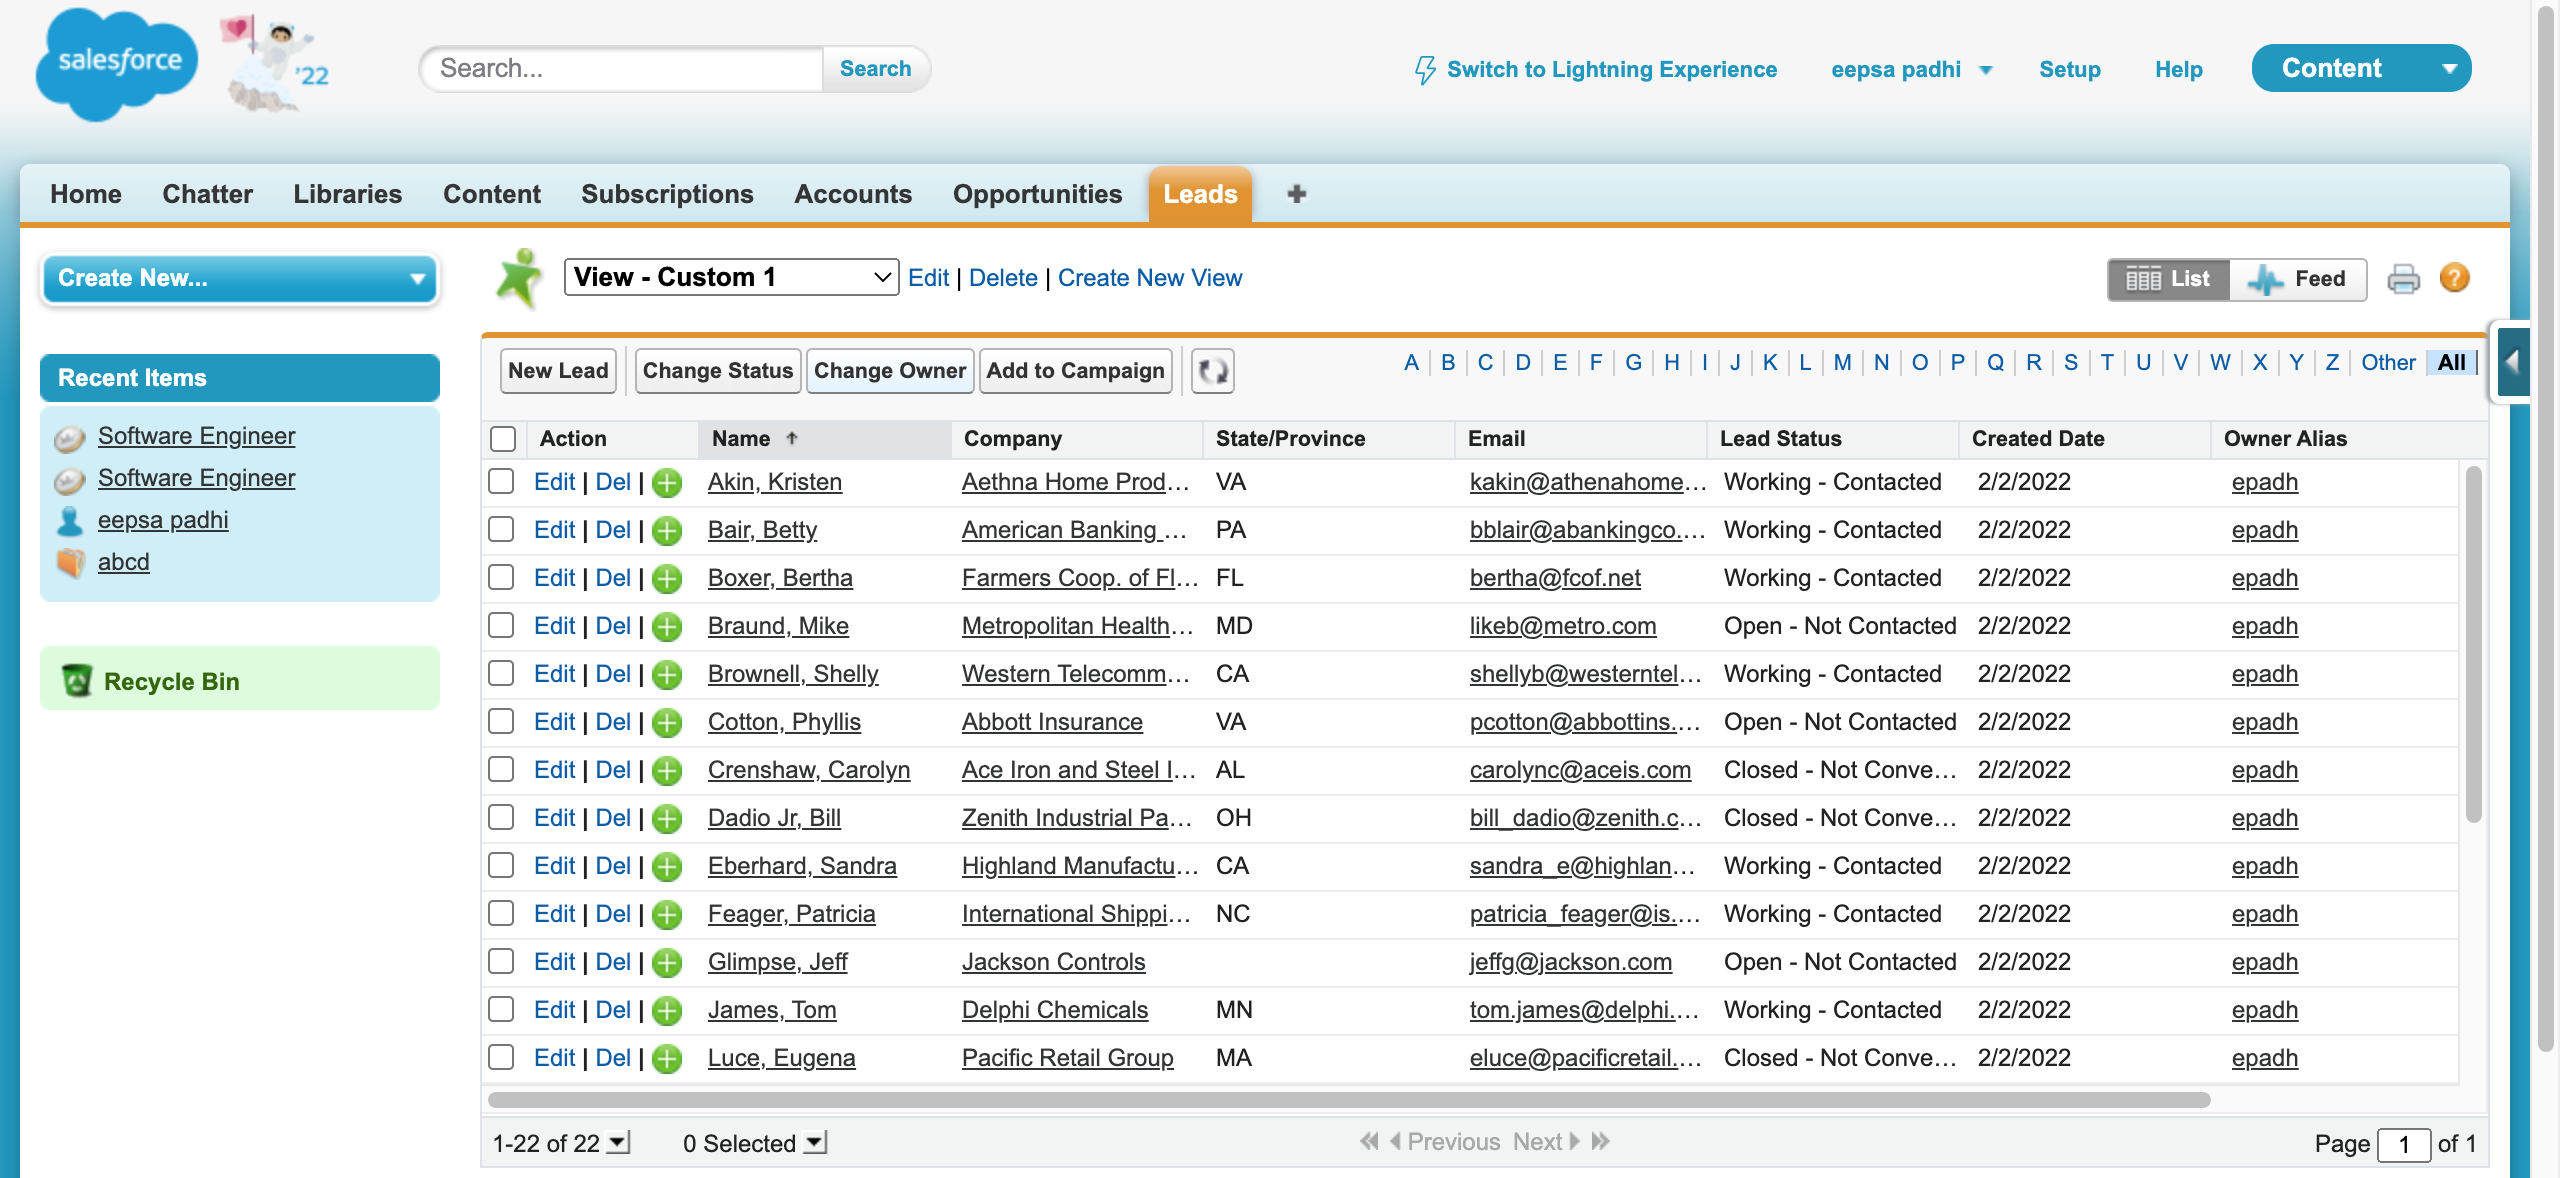 salesforce
'22
Search...
Search
Switch to Lightning Experience
eepsa padhi
Setup
Help
Content
Home Chatter Libraries Content Subscriptions Accounts Opportunities Leads
Create New...
View - Custom 1
Edit | Delete | Create New View
List
Feed
Recent Items
Software Engineer
Software Engineer
eepsa padhi
abcd
Recycle Bin
New Lead Change Status Change Owner Add to Campaign
A B C D E F G H I J K L M N O P Q R S T U V W X Y Z Other All
Action Name Company State/Province Email Lead Status Created Date Owner Alias
Edit | Del | Akin, Kristen Aethna Home Prod... VA kakin@athenahome... Working - Contacted 2/2/2022 epadh
Edit | Del | Bair, Betty American Banking ... PA bblair@abankingco.... Working - Contacted 2/2/2022 epadh
Edit | Del | Boxer, Bertha Farmers Coop. of Fl... FL bertha@fcof.net Working - Contacted 2/2/2022 epadh
Edit | Del | Braund, Mike Metropolitan Health... MD likeb@metro.com Open - Not Contacted 2/2/2022 epadh
Edit | Del | Brownell, Shelly Western Telecomm... CA shellyb@westerntel... Working - Contacted 2/2/2022 epadh
Edit | Del | Cotton, Phyllis Abbott Insurance VA pcotton@abbottins.... Open - Not Contacted 2/2/2022 epadh
Edit | Del | Crenshaw, Carolyn Ace Iron and Steel I... AL carolync@aceis.com Closed - Not Conve... 2/2/2022 epadh
Edit | Del | Dadio Jr, Bill Zenith Industrial Pa... OH bill_dadio@zenith.c... Closed - Not Conve... 2/2/2022 epadh
Edit | Del | Eberhard, Sandra Highland Manufactu... CA sandra_e@highlan... Working - Contacted 2/2/2022 epadh
Edit | Del | Feager, Patricia International Shippi... NC patricia_feager@is.... Working - Contacted 2/2/2022 epadh
Edit | Del | Glimpse, Jeff Jackson Controls jeffg@jackson.com Open - Not Contacted 2/2/2022 epadh
Edit | Del | James, Tom Delphi Chemicals MN tom.james@delphi.... Working - Contacted 2/2/2022 epadh
Edit | Del | Luce, Eugena Pacific Retail Group MA eluce@pacificretail.... Closed - Not Conve... 2/2/2022 epadh
1-22 of 22 0 Selected Previous Next Page 1 of 1